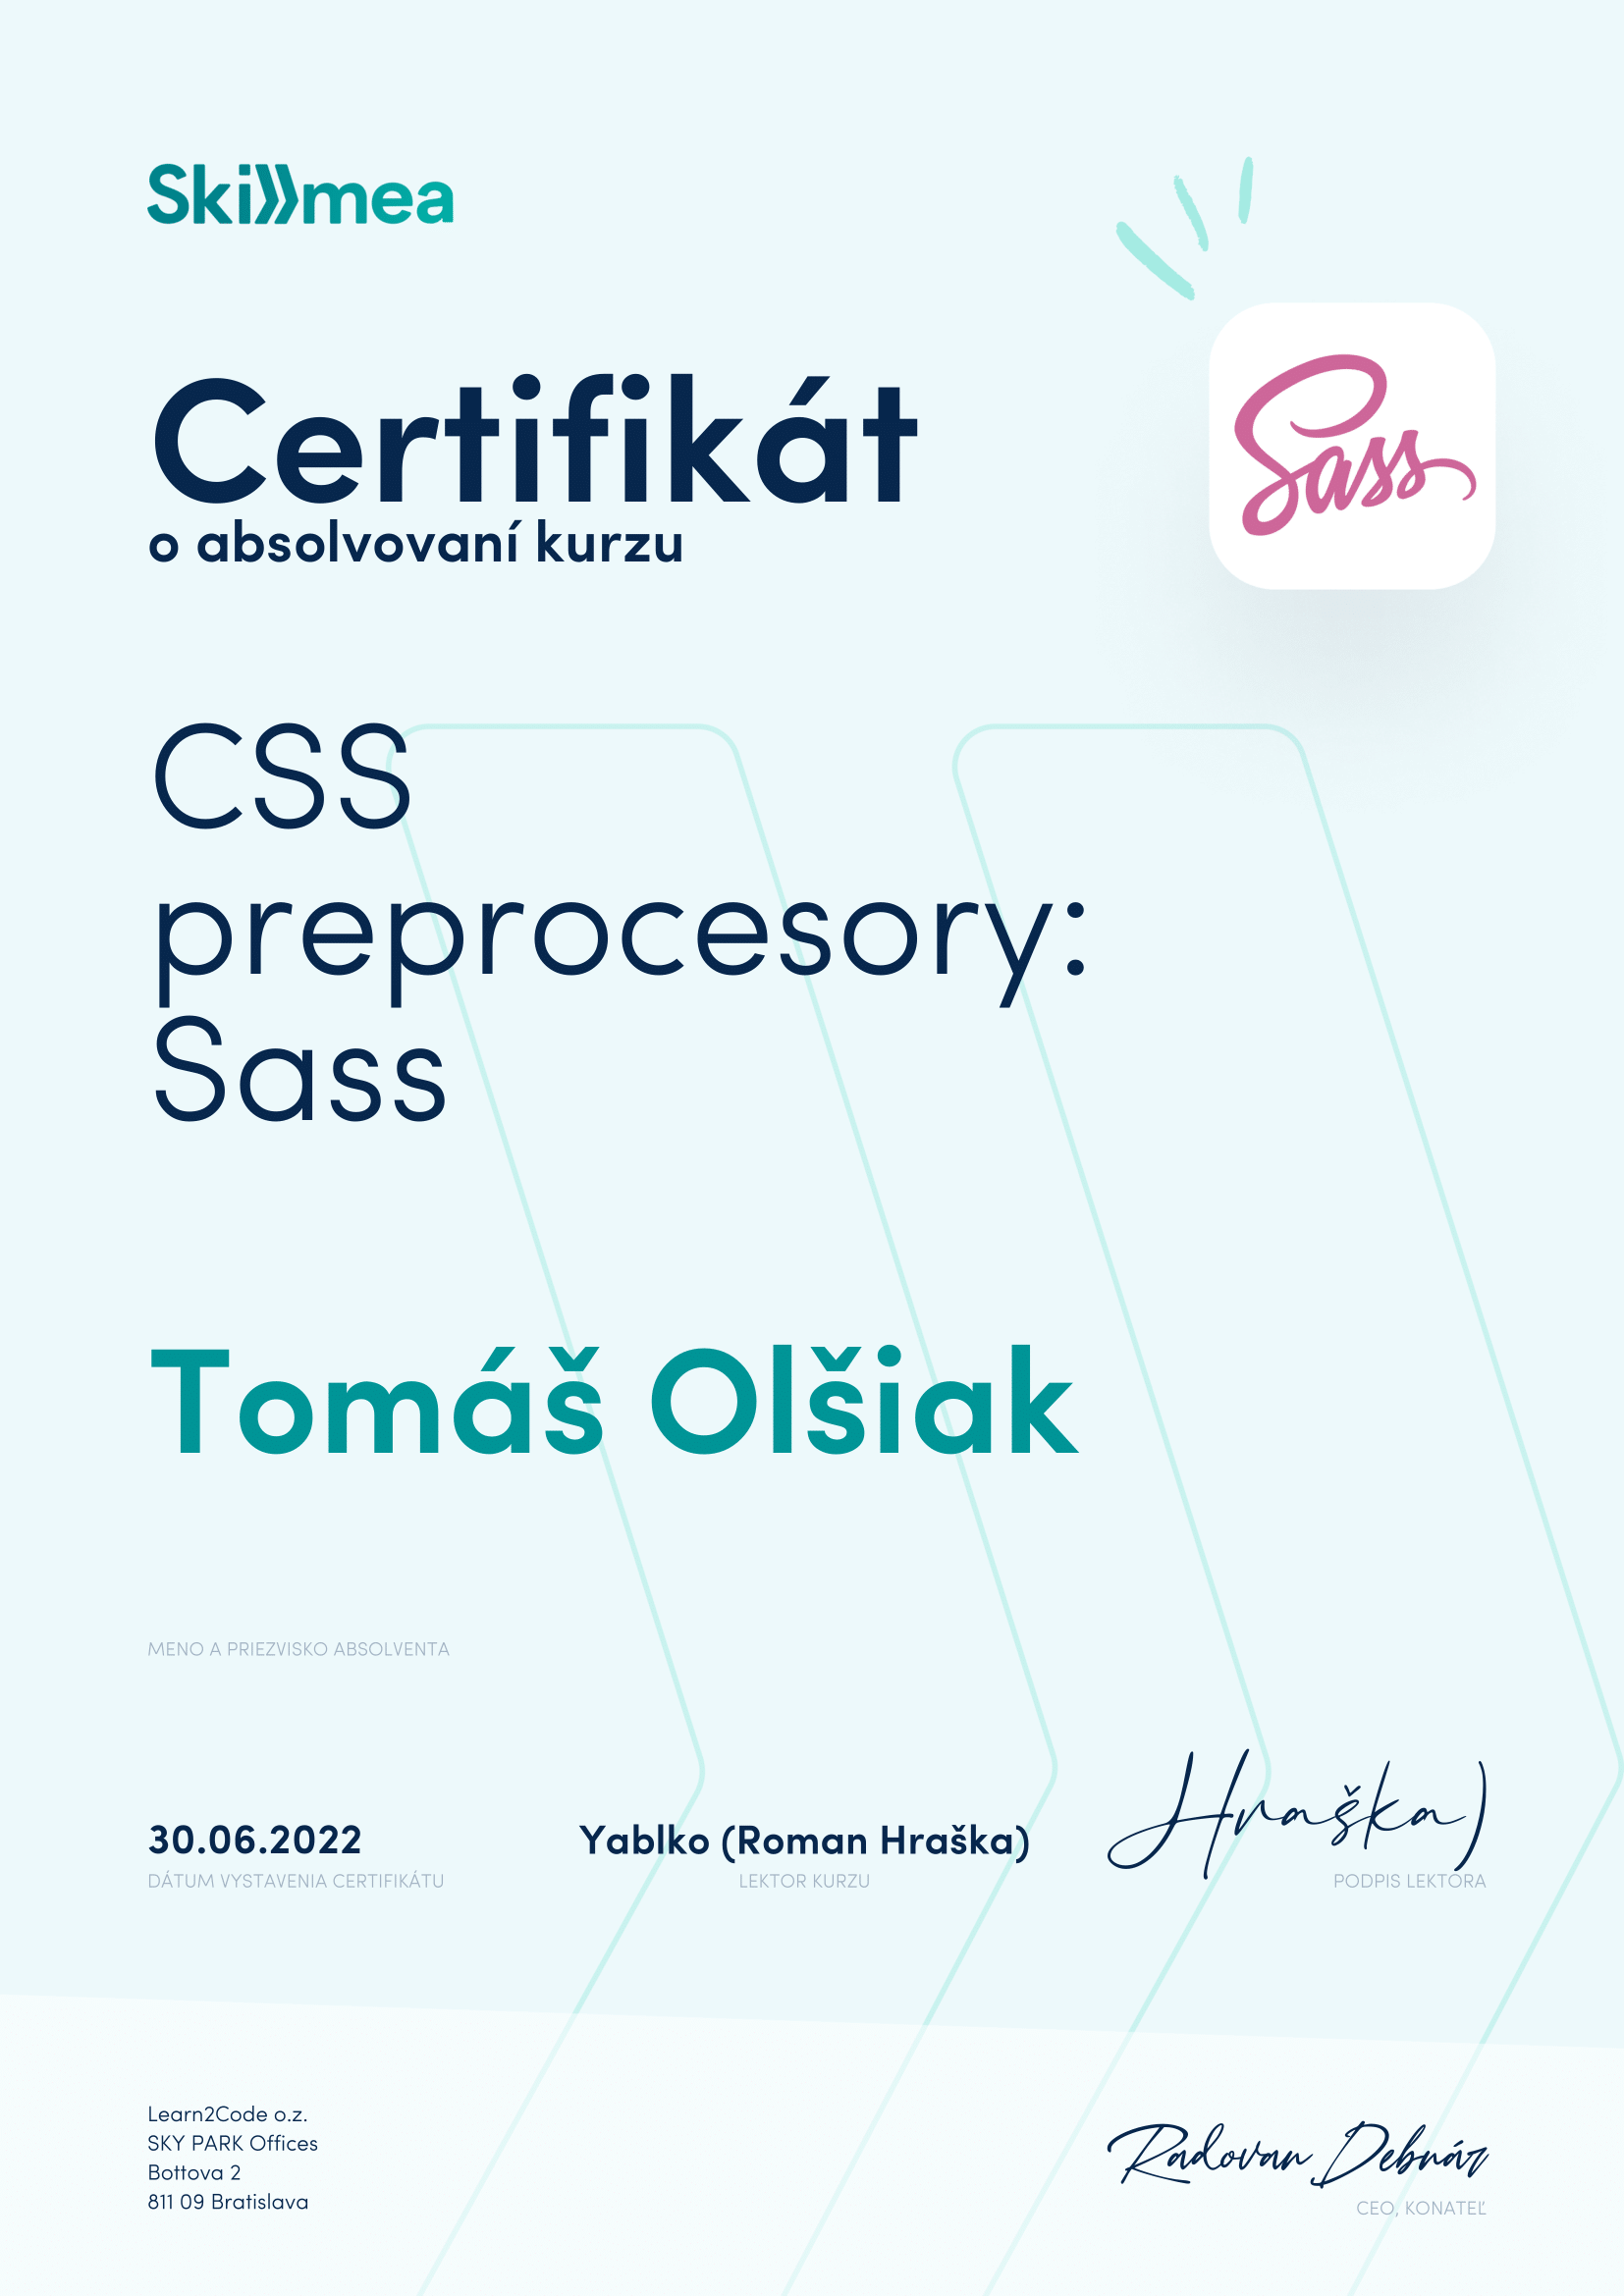 Skillmea
Certifikát
o absolvovaní kurzu
Sass
CSS
preprocesory:
Sass
Tomáš Olšiak
MENO A PRIEZVISKO ABSOLVENTA
30.06.2022
DÁTUM VYSTAVENIA CERTIFIKÁTU
Yablko (Roman Hraška)
LEKTOR KURZU
Hraška)
PODPIS LEKTORA
Learn2Code o.z.
SKY PARK Offices
Bottova 2
811 09 Bratislava
Radovan Debnár
CEO, KONATEĽ